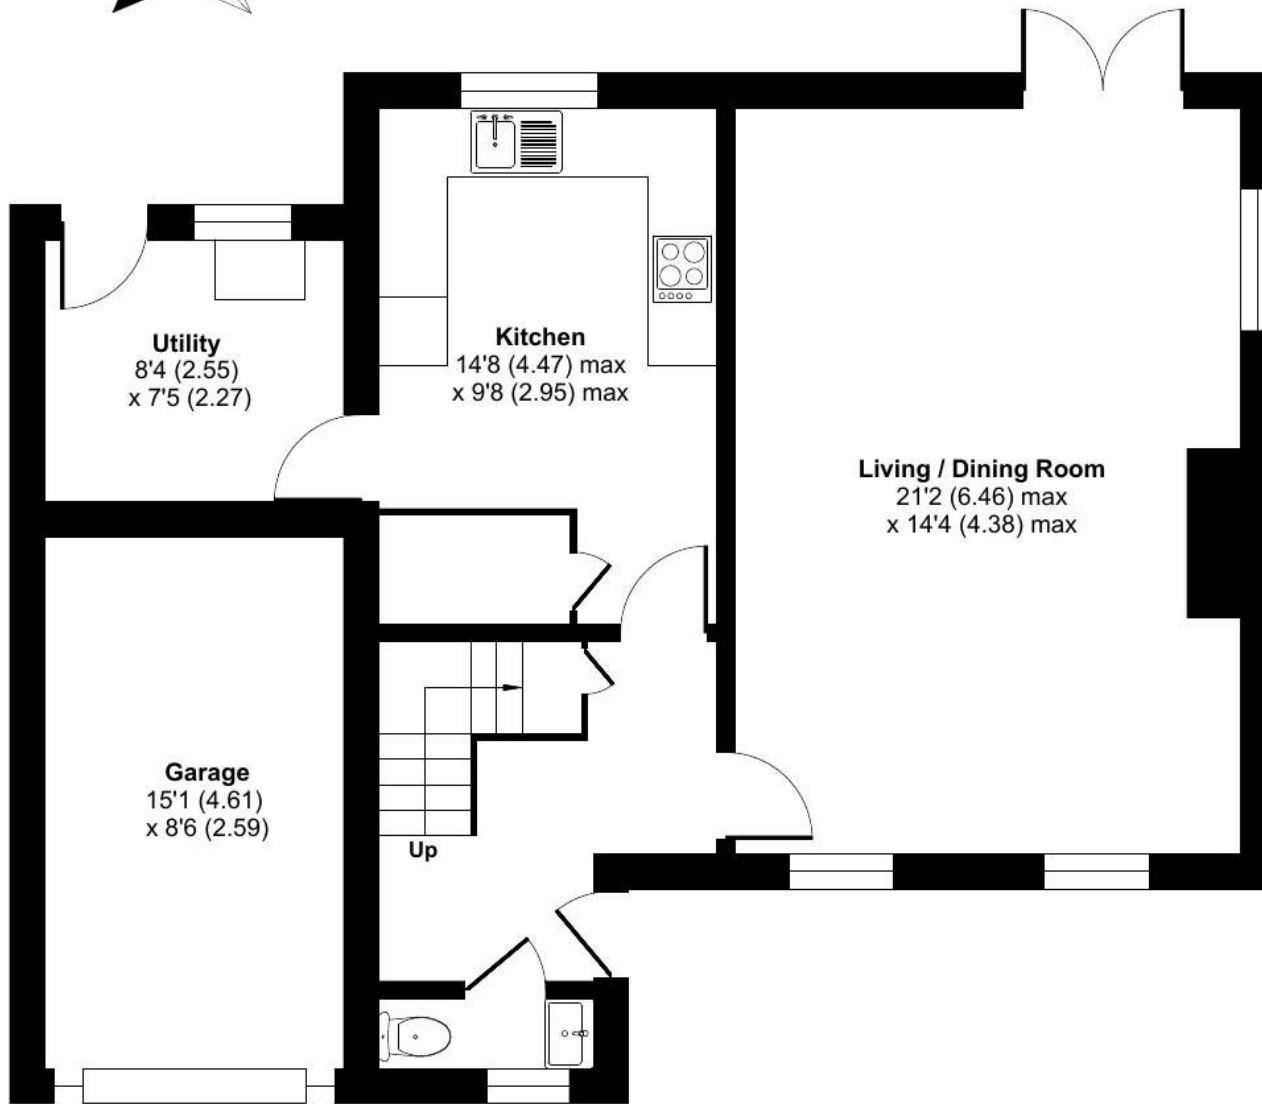 Utility
8'4 (2.55)
x 7'5 (2.27)
Kitchen
14'8 (4.47) max
x 9'8 (2.95) max
Living / Dining Room
21'2 (6.46) max
x 14'4 (4.38) max
Garage
15'1 (4.61)
x 8'6 (2.59)
Up